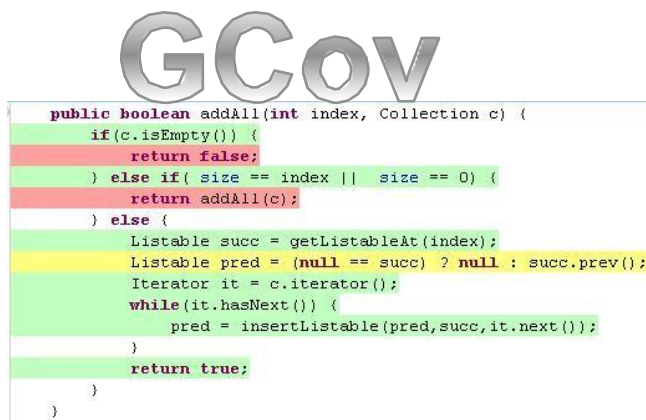 GCov
public boolean addAll(int index, Collection c) {
if(c.isEmpty()) {
return false;
} else if( size == index || size == 0) {
return addAll(c);
} else {
Listable succ = getListableAt(index);
Listable pred = (null == succ) ? null : succ.prev();
Iterator it = c.iterator();
while(it.hasNext()) {
pred = insertListable(pred,succ,it.next());
}
return true;
}
}